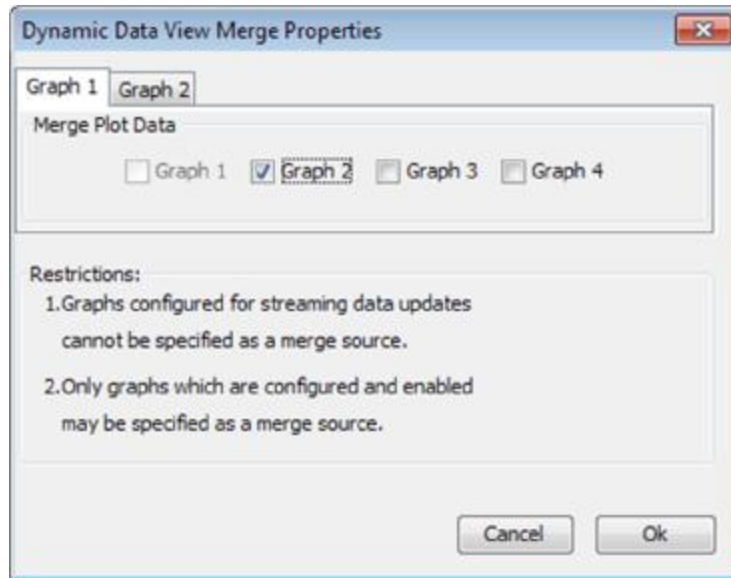 Dynamic Data View Merge Properties
Graph 1 Graph 2
Merge Plot Data
Graph 1 Graph 2 Graph 3 Graph 4
Restrictions:
1.Graphs configured for streaming data updates
cannot be specified as a merge source.
2.Only graphs which are configured and enabled
may be specified as a merge source.
Cancel Ok